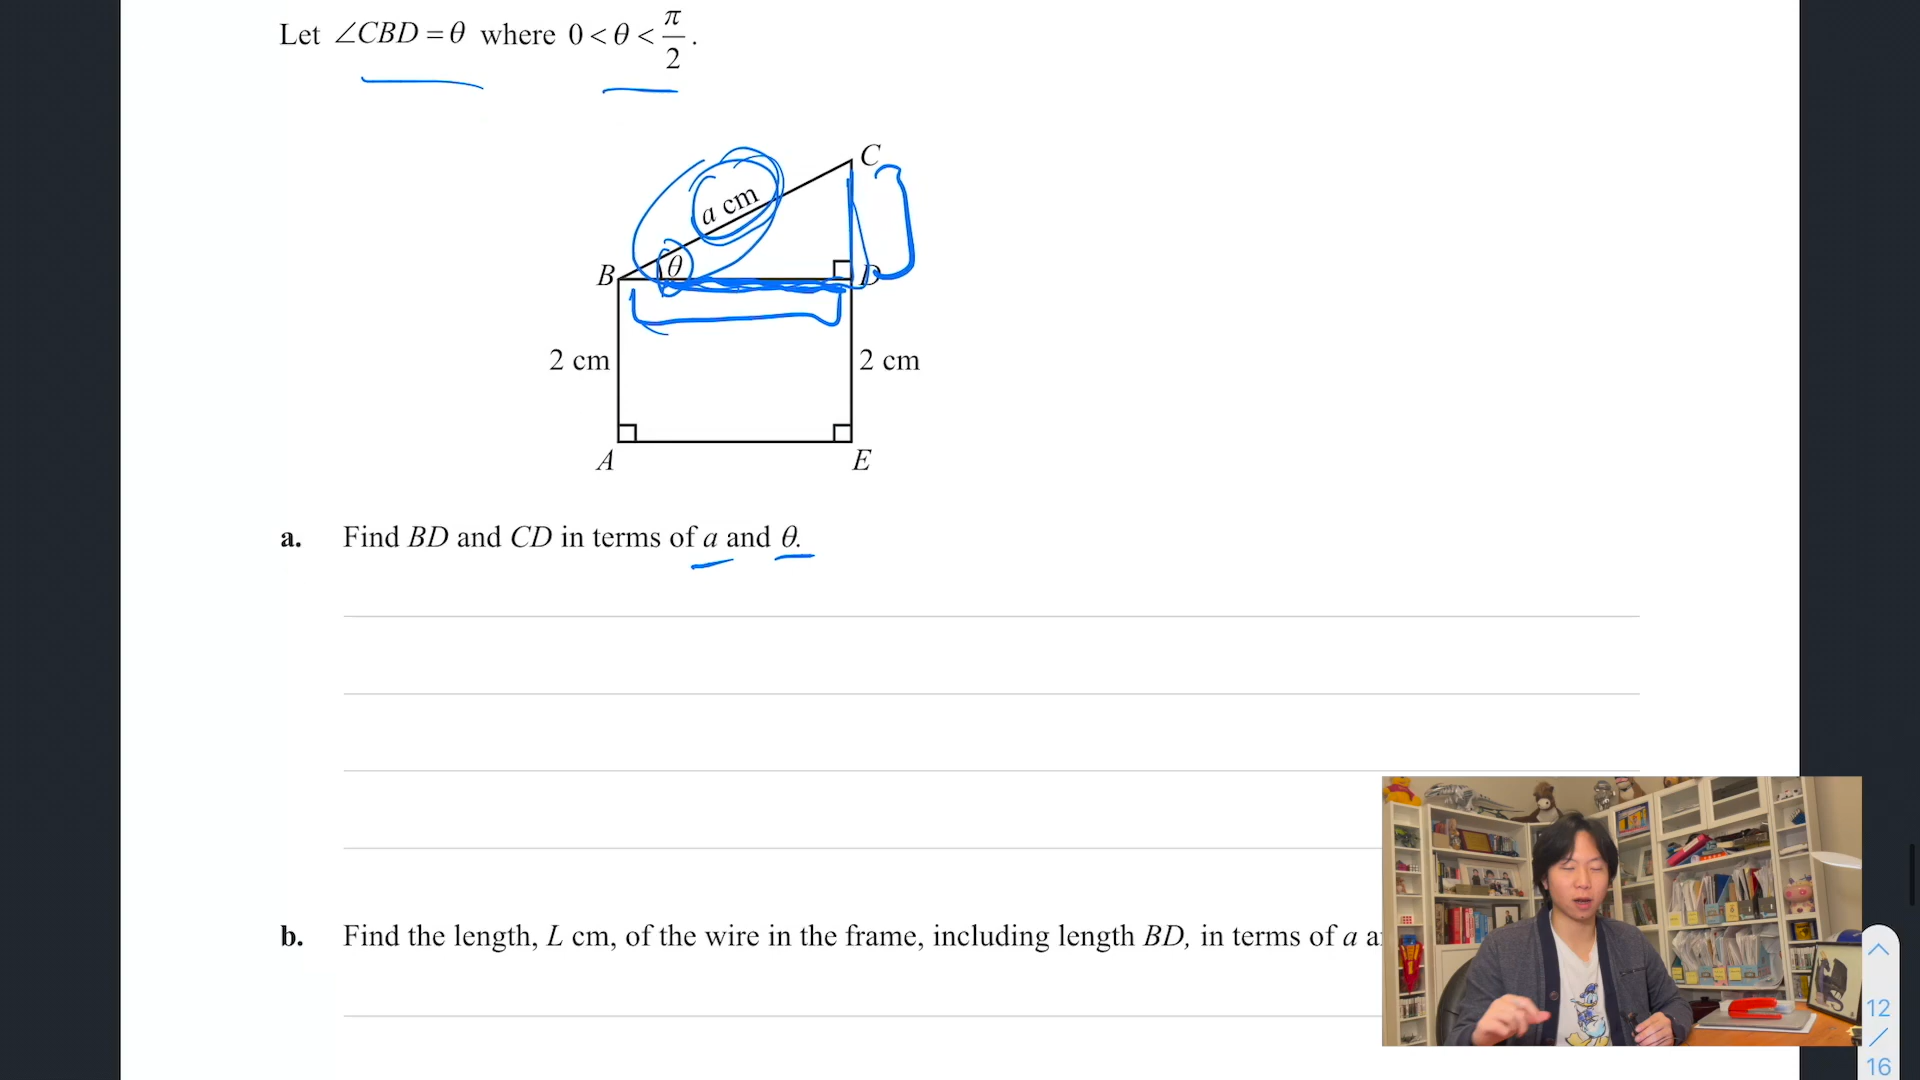 Let ∠CBD = θ where 0 < θ < π/2.
C
a cm
θ
B
D
2 cm
2 cm
A
E
a. Find BD and CD in terms of a and θ.
b. Find the length, L cm, of the wire in the frame, including length BD, in terms of a a
12
/
16